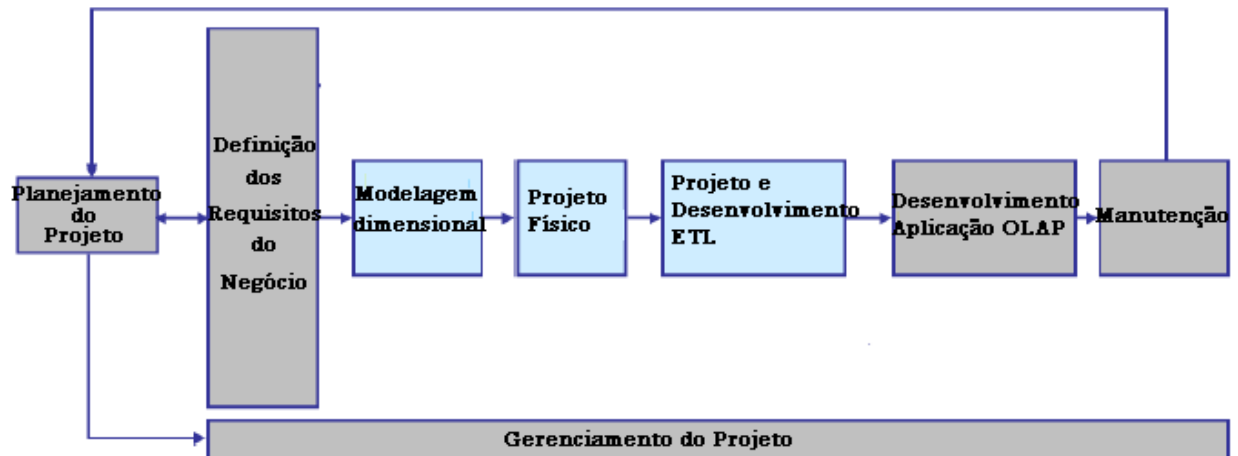 Planejamento
do
Projeto
Definição
dos
Requisitos
do
Negócio
Modelagem
dimensional
Projeto
Físico
Projeto e
Desenvolvimento
ETL
Desenvolvimento
Aplicação OLAP
Manutenção
Gerenciamento do Projeto